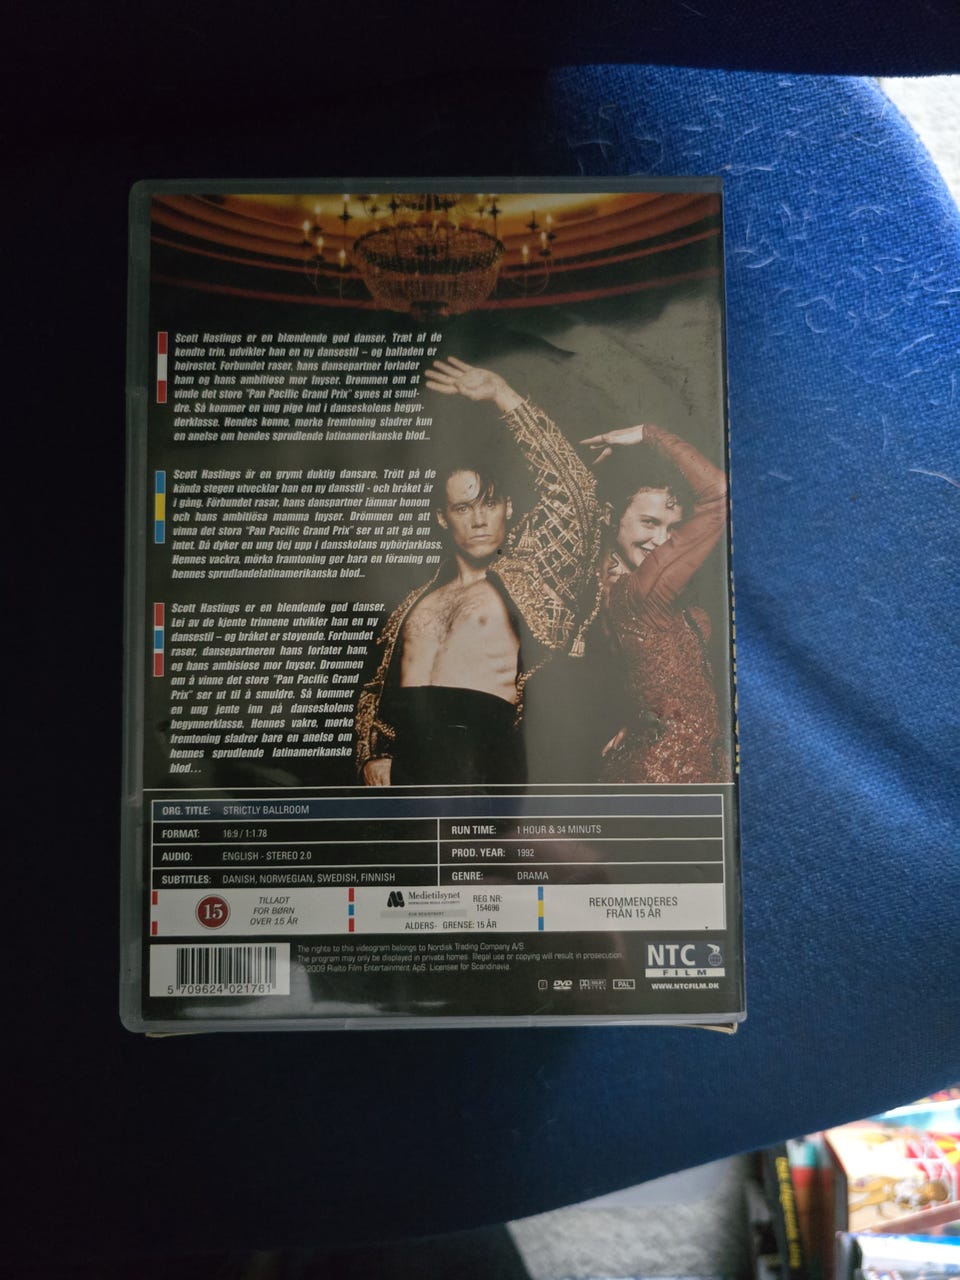 Scott Hastings er en blændende god danser. Træt af de
kendte trin, udvikler han en ny dansestil – og balladen er
højrøstet. Forbundet raser, hans dansepartner forlader
ham og hans ambitiøse mor fnyser. Drømmen om at
vinde det store "Pan Pacific Grand Prix" synes at smul-
dre. Så kommer en ung pige ind i danseskolens begyn-
derklasse. Hendes kønne, mørke fremtoning sladrer kun
en anelse om hendes sprudlende latinamerikanske blod...
Scott Hastings är en grymt duktig dansare. Trött på de
kända stegen utvecklar han en ny dansstil - och bråket är
i gång. Förbundet rasar, hans danspartner lämnar honom
och hans ambitiösa mamma fnyser. Drömmen om att
vinna det stora "Pan Pacific Grand Prix" ser ut att gå om
intet. Då dyker en ung tjej upp i dansskolans nybörjarklass.
Hennes vackra, mörka framtoning ger bara en föraning om
hennes sprudlandelatinamerikanska blod...
Scott Hastings er en blendende god danser.
Lei av de kjente trinnene utvikler han en ny
dansestil – og bråket er støyende. Forbundet
raser, dansepartneren hans forlater ham,
og hans ambisiøse mor fnyser. Drømmen
om å vinne det store "Pan Pacific Grand
Prix" ser ut til å smuldre. Så kommer
en ung jente inn på danseskolens
begynnerklasse. Hennes vakre, mørke
fremtoning sladrer bare en anelse om
hennes sprudlende latinamerikanske
blod...
ORG. TITLE: STRICTLY BALLROOM
FORMAT: 16:9 / 1:1.78
RUN TIME: 1 HOUR & 34 MINUTS
AUDIO: ENGLISH - STEREO 2.0
PROD. YEAR: 1992
SUBTITLES: DANISH, NORWEGIAN, SWEDISH, FINNISH
GENRE: DRAMA
15
TILLADT
FOR BØRN
OVER 15 ÅR
Medietilsynet
NORWEGIAN MEDIA AUTHORITY
REG NR:
154696
ALDERS- GRENSE: 15 ÅR
REKOMMENDERES
FRÅN 15 ÅR
5 709624 021761
The rights to this videogram belongs to Nordisk Trading Company A/S.
The program may only be displayed in private homes. Illegal use or copying will result in prosecution.
© 2009 Rialto Film Entertainment ApS. Licensee for Scandinavia.
2 DVD DOLBY DIGITAL PAL
NTC
FILM
WWW.NTCFILM.DK